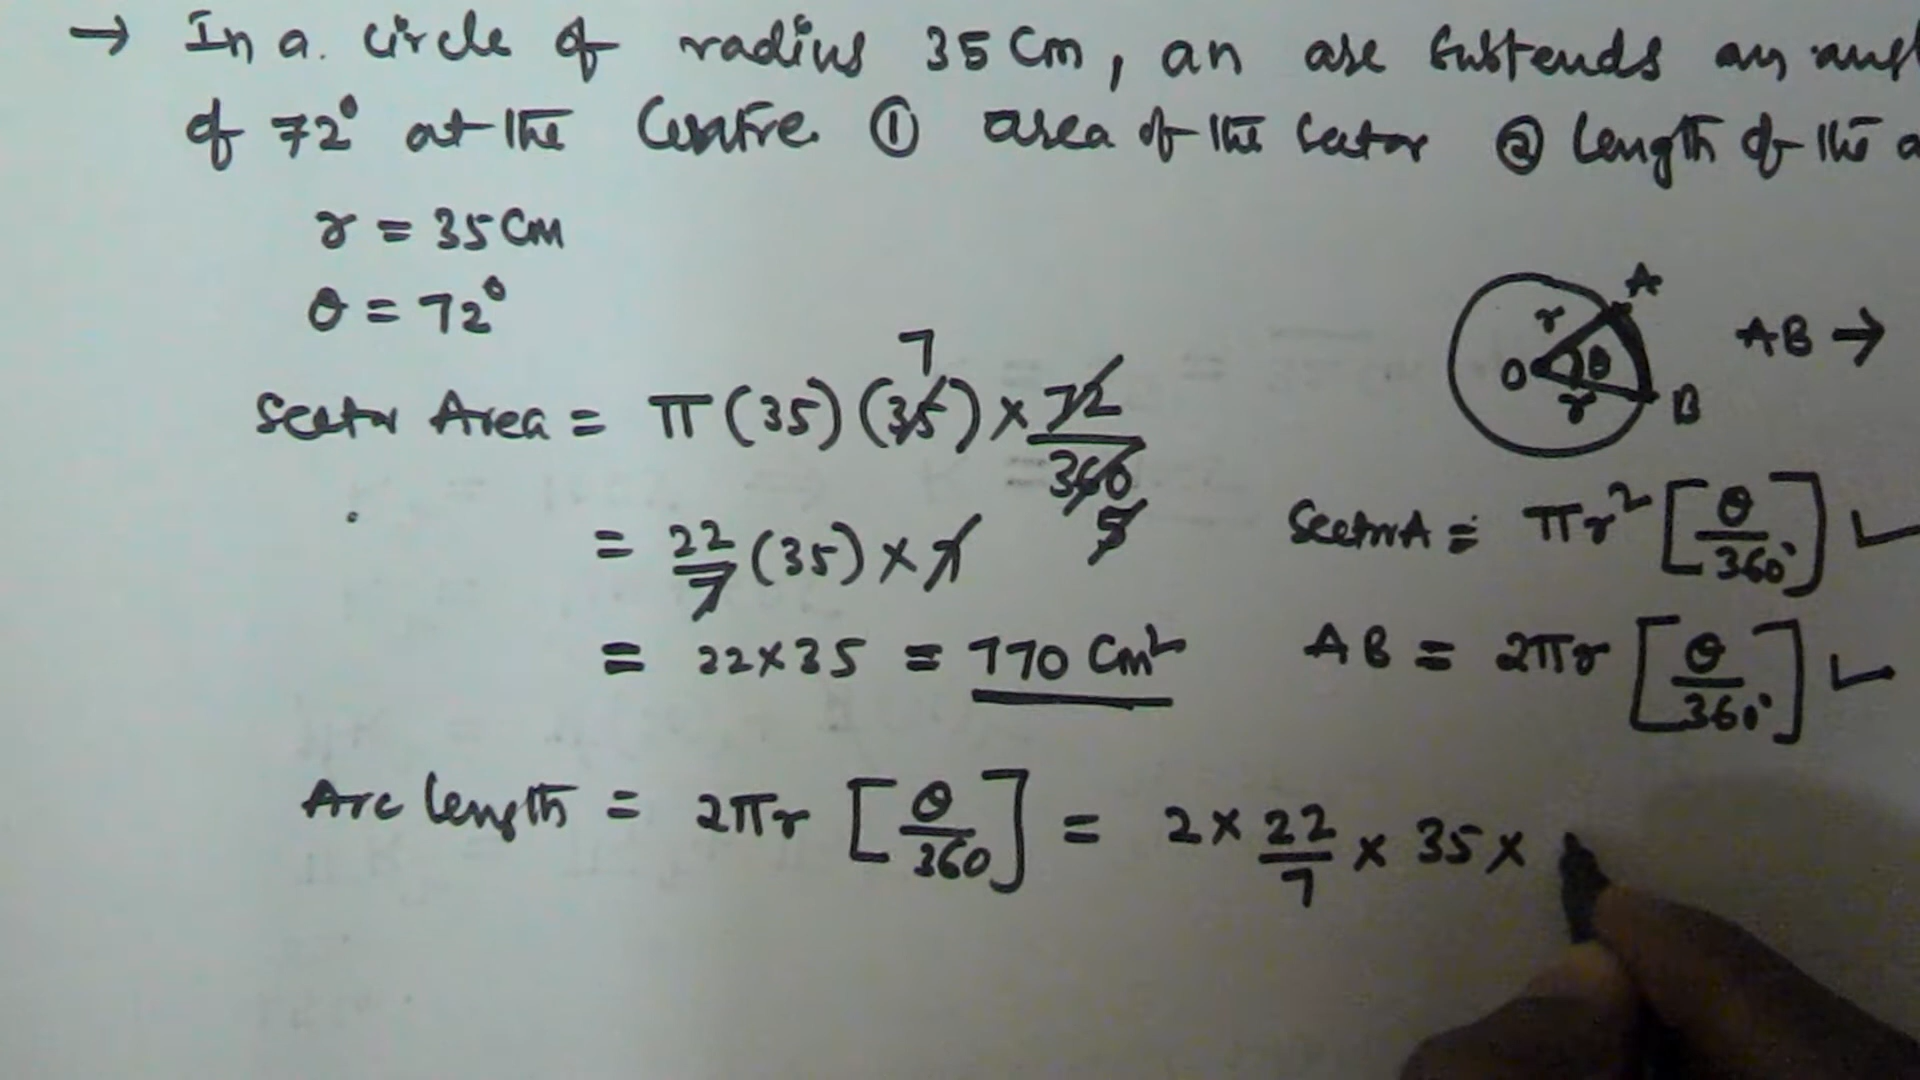 → In a. circle of radius 35 Cm, an arc subtends an angl
of 72° at the Centre ① area of the Sector ② length of the a
r = 35 Cm
θ = 72°
A
r
O θ
r
B
AB →
7
Sector Area = π (35) (35) × 72/360
5
= 22/7 (35) × 7
= 22×35 = 770 Cm²
Sector A = πr² [θ/360°] ✓
AB = 2πr [θ/360°] ✓
Arc length = 2πr [θ/360] = 2 × 22/7 × 35 ×